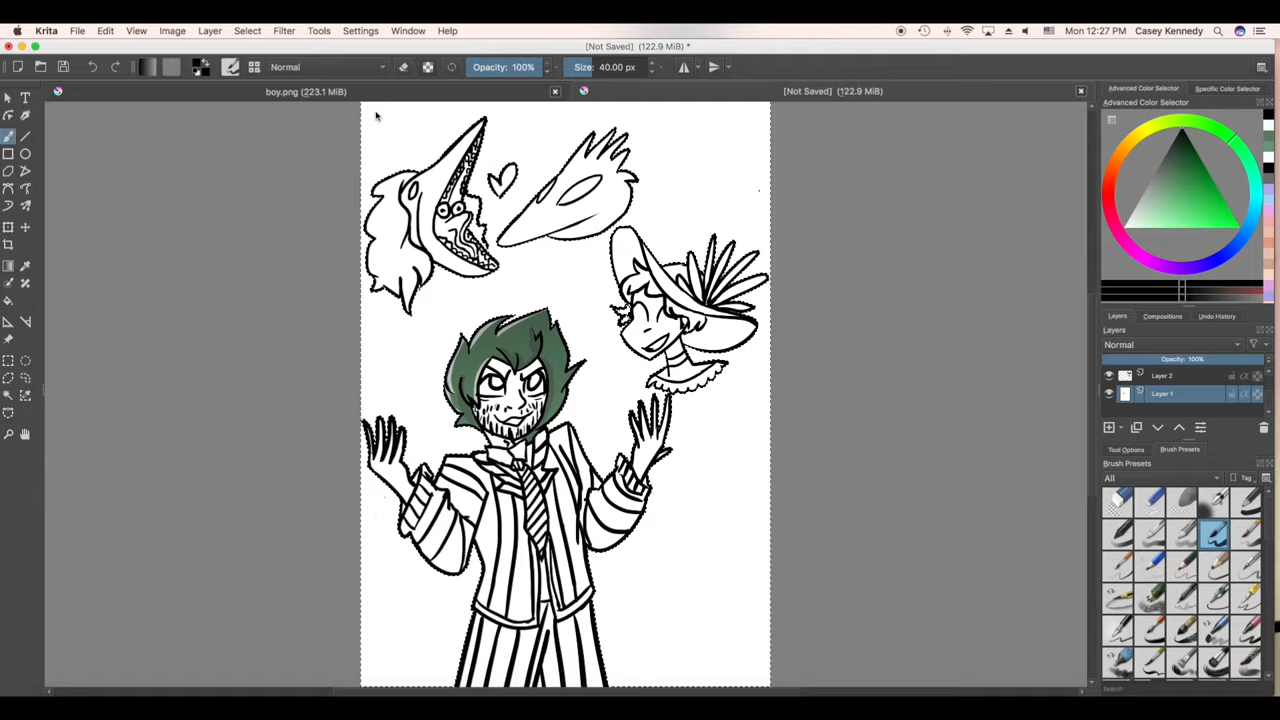 Krita File Edit View Image Layer Select Filter Tools Settings Window Help Mon 12:27 PM Casey Kennedy
[Not Saved] (122.9 MiB) *
Normal Opacity: 100% Size: 40.00 px
boy.png (223.1 MiB) [Not Saved] (122.9 MiB)
Advanced Color Selector Specific Color Selector
Advanced Color Selector
Layers Compositions Undo History
Layers
Normal
Opacity: 100%
Layer 2
Layer 1
Tool Options Brush Presets
Brush Presets
All Tag
Search